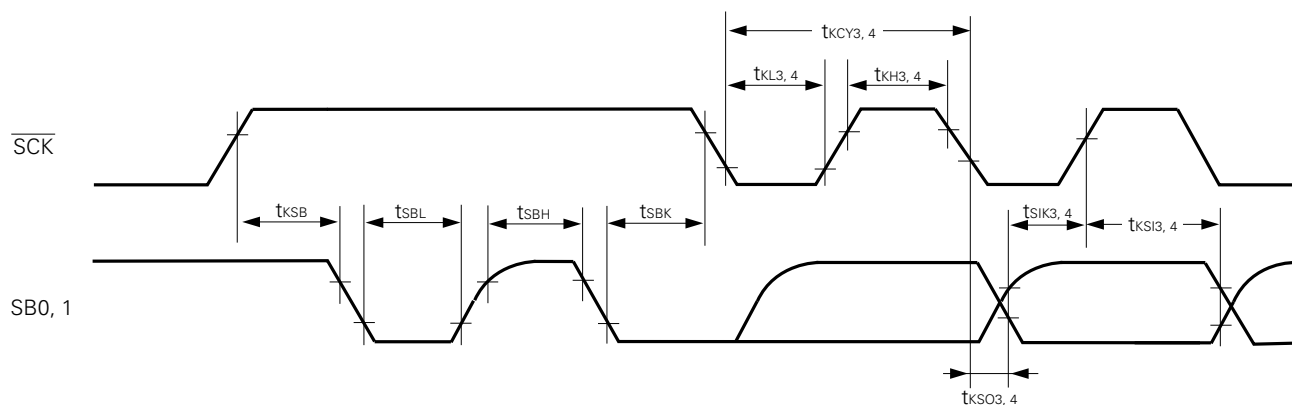 tKCY3, 4
tKL3, 4 tKH3, 4
SCK
tKSB tSBL tSBH tSBK tSIK3, 4 tKSI3, 4
SB0, 1
tKSO3, 4